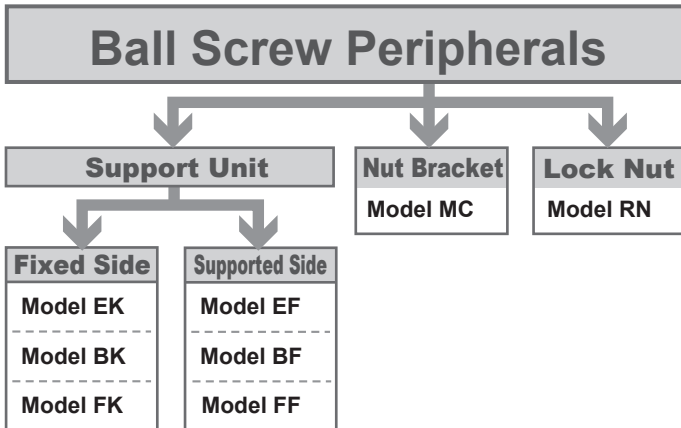 Ball Screw Peripherals
Support Unit
Nut Bracket
Model MC
Lock Nut
Model RN
Fixed Side
Model EK
Model BK
Model FK
Supported Side
Model EF
Model BF
Model FF